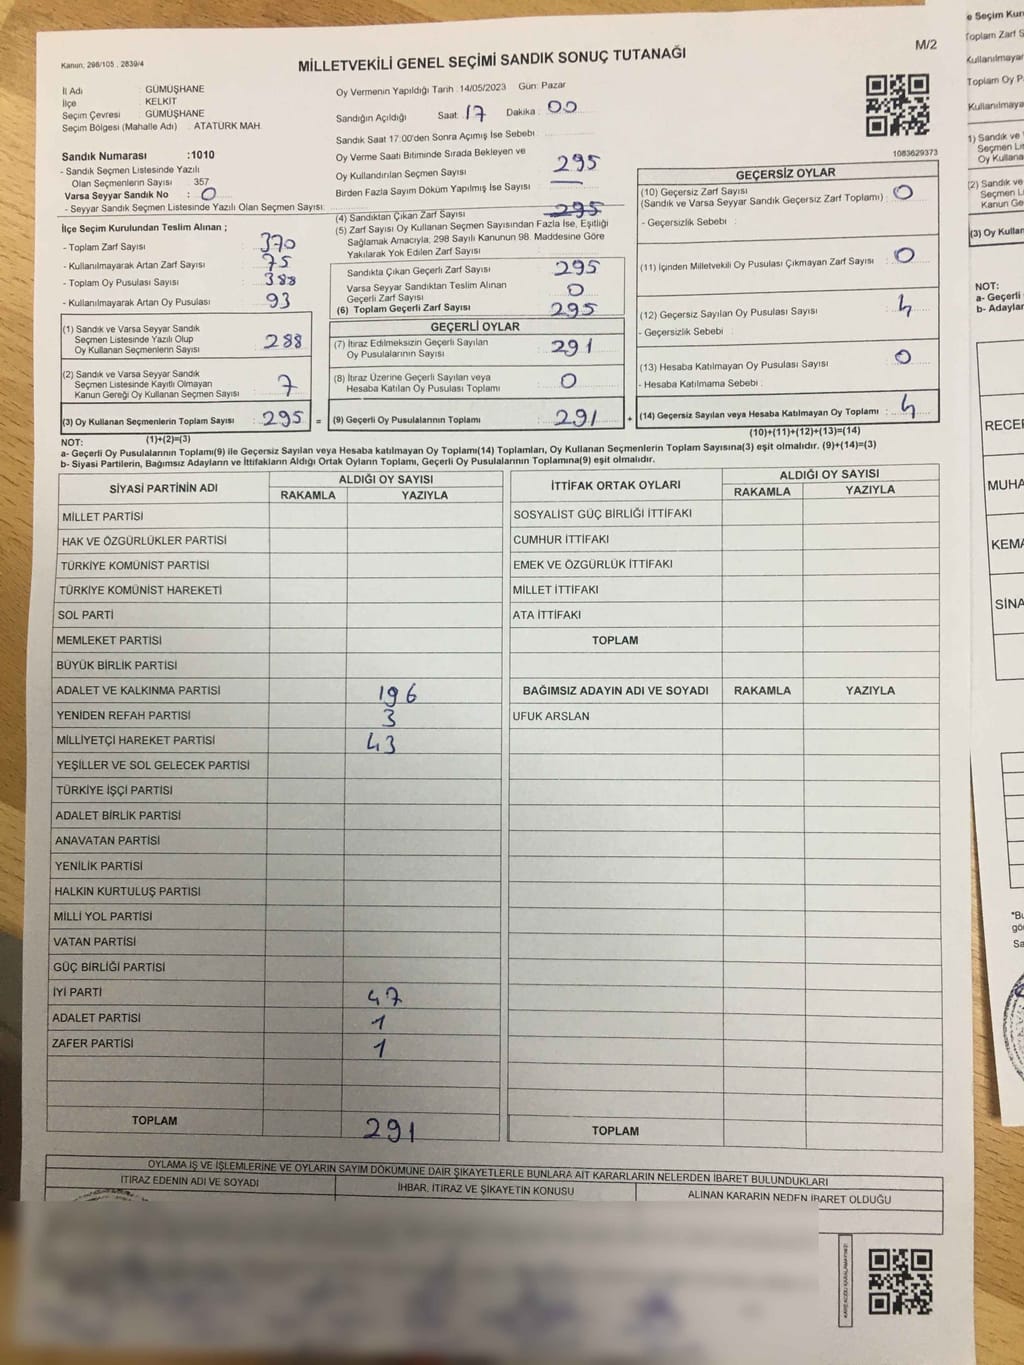 Kanun, 298/105 , 2839/4
MİLLETVEKİLİ GENEL SEÇİMİ SANDIK SONUÇ TUTANAĞI
M/2
İl Adı : GÜMÜŞHANE
İlçe : KELKİT
Seçim Çevresi : GÜMÜŞHANE
Seçim Bölgesi (Mahalle Adı) : ATATÜRK MAH.
Oy Vermenin Yapıldığı Tarih : 14/05/2023 Gün: Pazar
Sandığın Açıldığı Saat: 17 Dakika : 00
Sandık Saat 17:00'den Sonra Açımış İse Sebebi :
1083629373
Sandık Numarası :1010
- Sandık Seçmen Listesinde Yazılı
Olan Seçmenlerin Sayısı : 357
Varsa Seyyar Sandık No : 0
- Seyyar Sandık Seçmen Listesinde Yazılı Olan Seçmen Sayısı:
Oy Verme Saati Bitiminde Sırada Bekleyen ve
Oy Kullandırılan Seçmen Sayısı : 295
Birden Fazla Sayım Döküm Yapılmış İse Sayısı : —
İlçe Seçim Kurulundan Teslim Alınan ;
- Toplam Zarf Sayısı : 370
- Kullanılmayarak Artan Zarf Sayısı : 75
- Toplam Oy Pusulası Sayısı : 388
- Kullanılmayarak Artan Oy Pusulası : 93
(1) Sandık ve Varsa Seyyar Sandık
Seçmen Listesinde Yazılı Olup
Oy Kullanan Seçmenlerin Sayısı : 288
(2) Sandık ve Varsa Seyyar Sandık
Seçmen Listesinde Kayıtlı Olmayan
Kanun Gereği Oy Kullanan Seçmen Sayısı : 7
(3) Oy Kullanan Seçmenlerin Toplam Sayısı : 295 =
(1)+(2)=(3)
(4) Sandıktan Çıkan Zarf Sayısı : 295
(5) Zarf Sayısı Oy Kullanan Seçmen Sayısından Fazla İse, Eşitliği
Sağlamak Amacıyla; 298 Sayılı Kanunun 98. Maddesine Göre
Yakılarak Yok Edilen Zarf Sayısı :
Sandıkta Çıkan Geçerli Zarf Sayısı : 295
Varsa Seyyar Sandıktan Teslim Alınan
Geçerli Zarf Sayısı : 0
(6) Toplam Geçerli Zarf Sayısı : 295
GEÇERLİ OYLAR
(7) İtiraz Edilmeksizin Geçerli Sayılan
Oy Pusulalarının Sayısı : 291
(8) İtiraz Üzerine Geçerli Sayılan veya
Hesaba Katılan Oy Pusulası Toplamı : 0
(9) Geçerli Oy Pusulalarının Toplamı : 291 +
GEÇERSİZ OYLAR
(10) Geçersiz Zarf Sayısı
(Sandık ve Varsa Seyyar Sandık Geçersiz Zarf Toplamı) : 0
- Geçersizlik Sebebi :
(11) İçinden Milletvekili Oy Pusulası Çıkmayan Zarf Sayısı : 0
(12) Geçersiz Sayılan Oy Pusulası Sayısı : 4
- Geçersizlik Sebebi :
(13) Hesaba Katılmayan Oy Pusulası Sayısı : 0
- Hesaba Katılmama Sebebi :
(14) Geçersiz Sayılan veya Hesaba Katılmayan Oy Toplamı : 4
(10)+(11)+(12)+(13)=(14)
NOT:
a- Geçerli Oy Pusulalarının Toplamı(9) ile Geçersiz Sayılan veya Hesaba katılmayan Oy Toplamı(14) Toplamları, Oy Kullanan Seçmenlerin Toplam Sayısına(3) eşit olmalıdır. (9)+(14)=(3)
b- Siyasi Partilerin, Bağımsız Adayların ve İttifakların Aldığı Ortak Oyların Toplamı, Geçerli Oy Pusulalarının Toplamına(9) eşit olmalıdır.
SİYASİ PARTİNİN ADI
ALDIĞI OY SAYISI
RAKAMLA YAZIYLA
MİLLET PARTİSİ
HAK VE ÖZGÜRLÜKLER PARTİSİ
TÜRKİYE KOMÜNİST PARTİSİ
TÜRKİYE KOMÜNİST HAREKETİ
SOL PARTİ
MEMLEKET PARTİSİ
BÜYÜK BİRLİK PARTİSİ
ADALET VE KALKINMA PARTİSİ 196
YENİDEN REFAH PARTİSİ 3
MİLLİYETÇİ HAREKET PARTİSİ 43
YEŞİLLER VE SOL GELECEK PARTİSİ
TÜRKİYE İŞÇİ PARTİSİ
ADALET BİRLİK PARTİSİ
ANAVATAN PARTİSİ
YENİLİK PARTİSİ
HALKIN KURTULUŞ PARTİSİ
MİLLİ YOL PARTİSİ
VATAN PARTİSİ
GÜÇ BİRLİĞİ PARTİSİ
İYİ PARTİ 47
ADALET PARTİSİ 1
ZAFER PARTİSİ 1
TOPLAM 291
İTTİFAK ORTAK OYLARI
ALDIĞI OY SAYISI
RAKAMLA YAZIYLA
SOSYALİST GÜÇ BİRLİĞİ İTTİFAKI
CUMHUR İTTİFAKI
EMEK VE ÖZGÜRLÜK İTTİFAKI
MİLLET İTTİFAKI
ATA İTTİFAKI
TOPLAM
BAĞIMSIZ ADAYIN ADI VE SOYADI RAKAMLA YAZIYLA
UFUK ARSLAN
TOPLAM
OYLAMA İŞ VE İŞLEMLERİNE VE OYLARIN SAYIM DÖKÜMÜNE DAİR ŞİKAYETLERLE BUNLARA AİT KARARLARIN NELERDEN İBARET BULUNDUKLARI
İTİRAZ EDENİN ADI VE SOYADI
İHBAR, İTİRAZ VE ŞİKAYETİN KONUSU
ALINAN KARARIN NEDEN İBARET OLDUĞU
e Seçim Kur
Toplam Zarf S
Kullanılmayar
Toplam Oy P
Kullanılmaya
1) Sandık ve
Seçmen Li
Oy Kullana
(2) Sandık ve
Seçmen Li
Kanun Ge
(3) Oy Kullan
NOT:
a- Geçerli
b- Adaylar
RECEP
MUHA
KEMA
SİNA
*Bu
gö
Sa